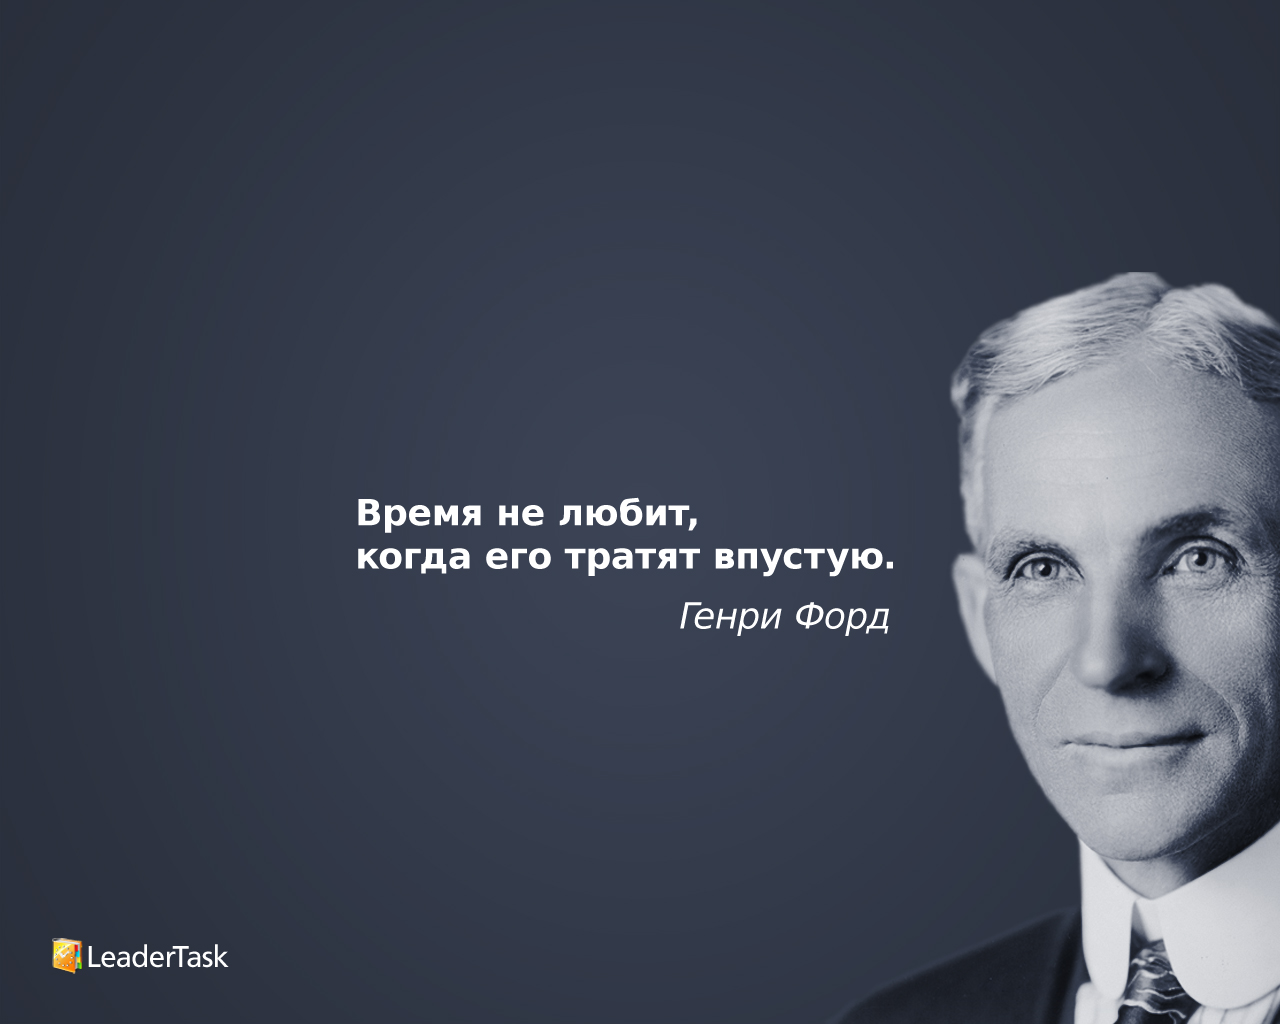 Время не любит,
когда его тратят впустую.
Генри Форд
LeaderTask